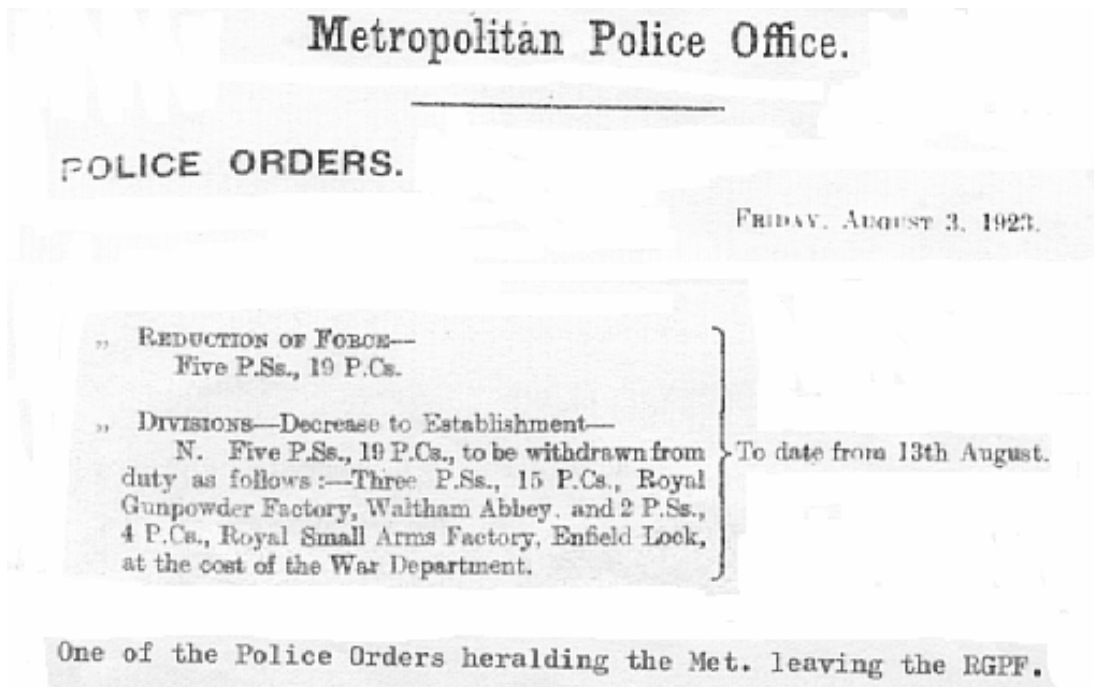 Metropolitan Police Office.
POLICE ORDERS.
FRIDAY, AUGUST 3, 1923.
„ REDUCTION OF FORCE—
Five P.Ss., 19 P.Cs.
„ DIVISIONS—Decrease to Establishment—
N. Five P.Ss., 19 P.Cs., to be withdrawn from
duty as follows:—Three P.Ss., 15 P.Cs., Royal
Gunpowder Factory, Waltham Abbey, and 2 P.Ss.,
4 P.Cs., Royal Small Arms Factory, Enfield Lock,
at the cost of the War Department.
To date from 13th August.
One of the Police Orders heralding the Met. leaving the RGPF.